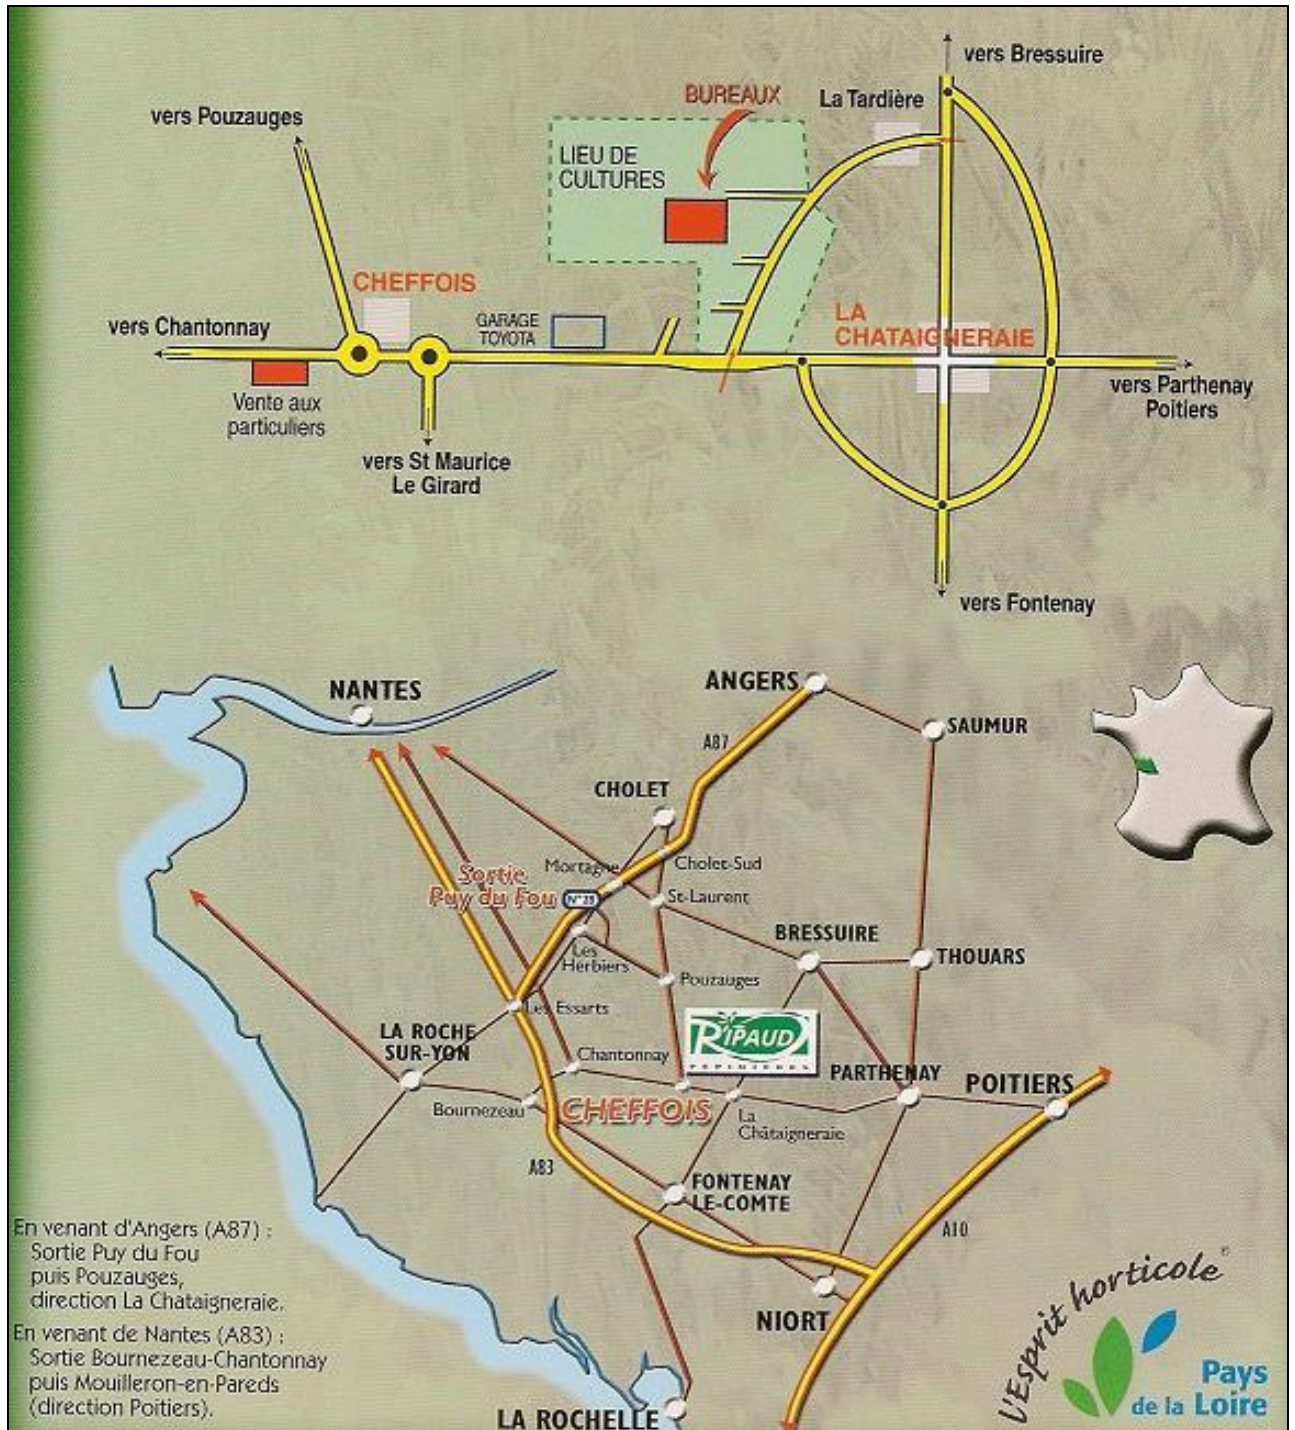 vers Bressuire
BUREAUX
La Tardière
vers Pouzauges
LIEU DE
CULTURES
CHEFFOIS
vers Chantonnay
GARAGE
TOYOTA
LA
CHATAIGNERAIE
Vente aux
particuliers
vers Parthenay
Poitiers
vers St Maurice
Le Girard
vers Fontenay
NANTES
ANGERS
SAUMUR
A87
CHOLET
Mortagne
Cholet-Sud
Sortie
Puy du Fou
N°28
St-Laurent
BRESSUIRE
THOUARS
Les
Herbiers
Pouzauges
Les Essarts
LA ROCHE
SUR-YON
Chantonnay
RIPAUD
PEPINIERES
PARTHENAY
POITIERS
Bournezeau
CHEFFOIS
La
Châtaigneraie
A83
FONTENAY
LE-COMTE
A10
NIORT
LA ROCHELLE
En venant d'Angers (A87) :
Sortie Puy du Fou
puis Pouzauges,
direction La Chataigneraie.
En venant de Nantes (A83) :
Sortie Bournezeau-Chantonnay
puis Mouilleron-en-Pareds
(direction Poitiers).
L'Esprit horticole®
Pays
de la Loire